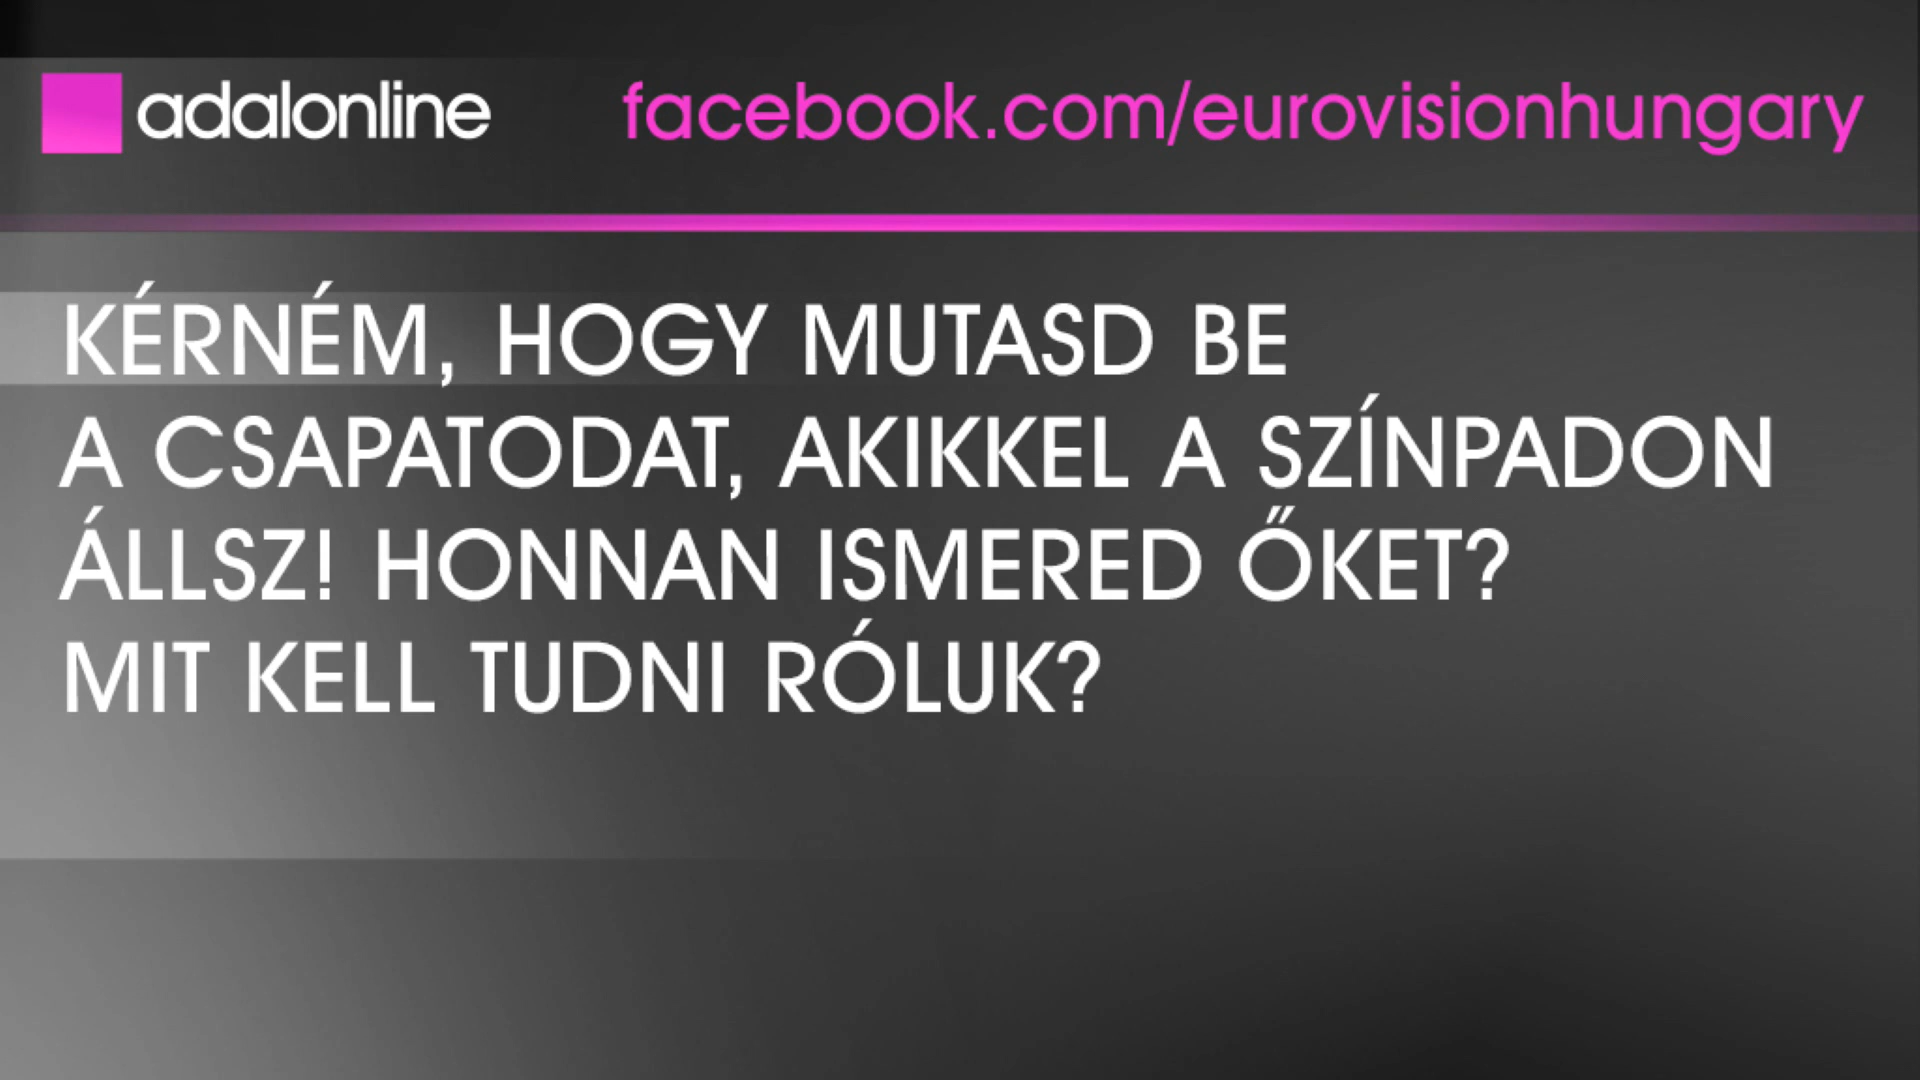 adalonline facebook.com/eurovisionhungary
KÉRNÉM, HOGY MUTASD BE
A CSAPATODAT, AKIKKEL A SZÍNPADON
ÁLLSZ! HONNAN ISMERED ŐKET?
MIT KELL TUDNI RÓLUK?